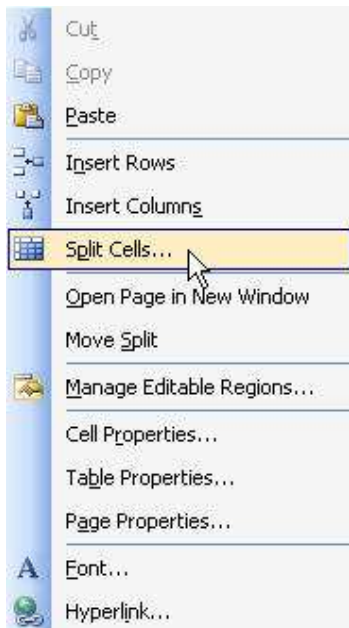 Cut
Copy
Paste
Insert Rows
Insert Columns
Split Cells...
Open Page in New Window
Move Split
Manage Editable Regions...
Cell Properties...
Table Properties...
Page Properties...
Font...
Hyperlink...